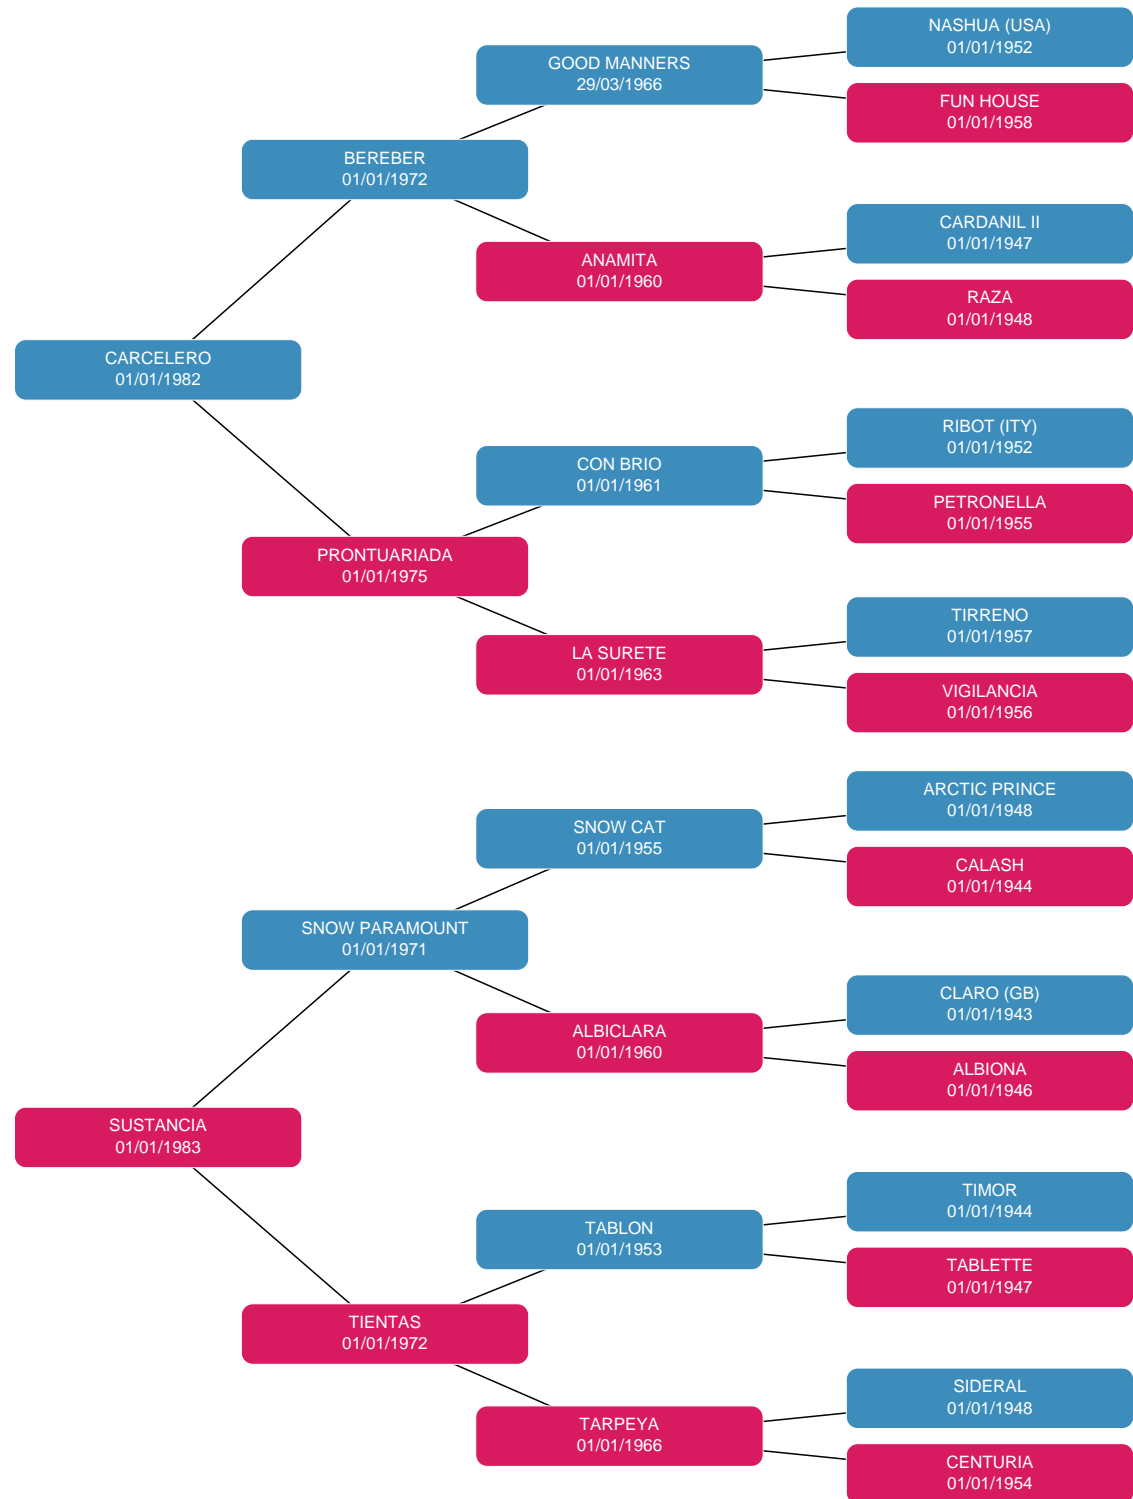 NASHUA (USA)
01/01/1952
GOOD MANNERS
29/03/1966
FUN HOUSE
01/01/1958
BEREBER
01/01/1972
CARDANIL II
01/01/1947
ANAMITA
01/01/1960
RAZA
01/01/1948
CARCELERO
01/01/1982
RIBOT (ITY)
01/01/1952
CON BRIO
01/01/1961
PETRONELLA
01/01/1955
PRONTUARIADA
01/01/1975
TIRRENO
01/01/1957
LA SURETE
01/01/1963
VIGILANCIA
01/01/1956
ARCTIC PRINCE
01/01/1948
SNOW CAT
01/01/1955
CALASH
01/01/1944
SNOW PARAMOUNT
01/01/1971
CLARO (GB)
01/01/1943
ALBICLARA
01/01/1960
ALBIONA
01/01/1946
SUSTANCIA
01/01/1983
TIMOR
01/01/1944
TABLON
01/01/1953
TABLETTE
01/01/1947
TIENTAS
01/01/1972
SIDERAL
01/01/1948
TARPEYA
01/01/1966
CENTURIA
01/01/1954